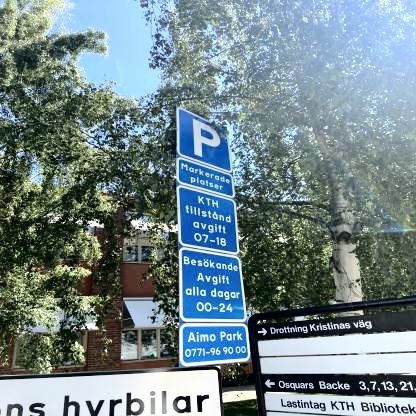 P
Markerade
platser
KTH
tillstånd
avgift
07-18
Besökande
Avgift
alla dagar
00-24
Aimo Park
0771-96 90 00
→ Drottning Kristinas väg
← Osquars Backe 3,7,13,21,
Lastintag KTH Bibliotek
ons hyrbilar